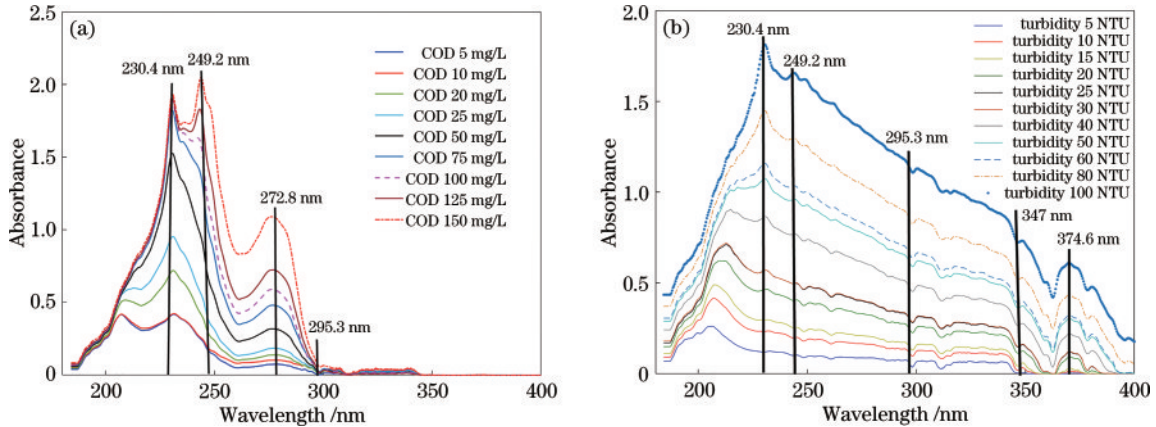 (a)
230.4 nm
249.2 nm
272.8 nm
295.3 nm
COD 5 mg/L
COD 10 mg/L
COD 20 mg/L
COD 25 mg/L
COD 50 mg/L
COD 75 mg/L
COD 100 mg/L
COD 125 mg/L
COD 150 mg/L
Absorbance
2.5
2.0
1.5
1.0
0.5
0
200
250
300
350
400
Wavelength /nm
(b)
230.4 nm
249.2 nm
295.3 nm
347 nm
374.6 nm
turbidity 5 NTU
turbidity 10 NTU
turbidity 15 NTU
turbidity 20 NTU
turbidity 25 NTU
turbidity 30 NTU
turbidity 40 NTU
turbidity 50 NTU
turbidity 60 NTU
turbidity 80 NTU
turbidity 100 NTU
Absorbance
2.0
1.5
1.0
0.5
0
200
250
300
350
400
Wavelength /nm